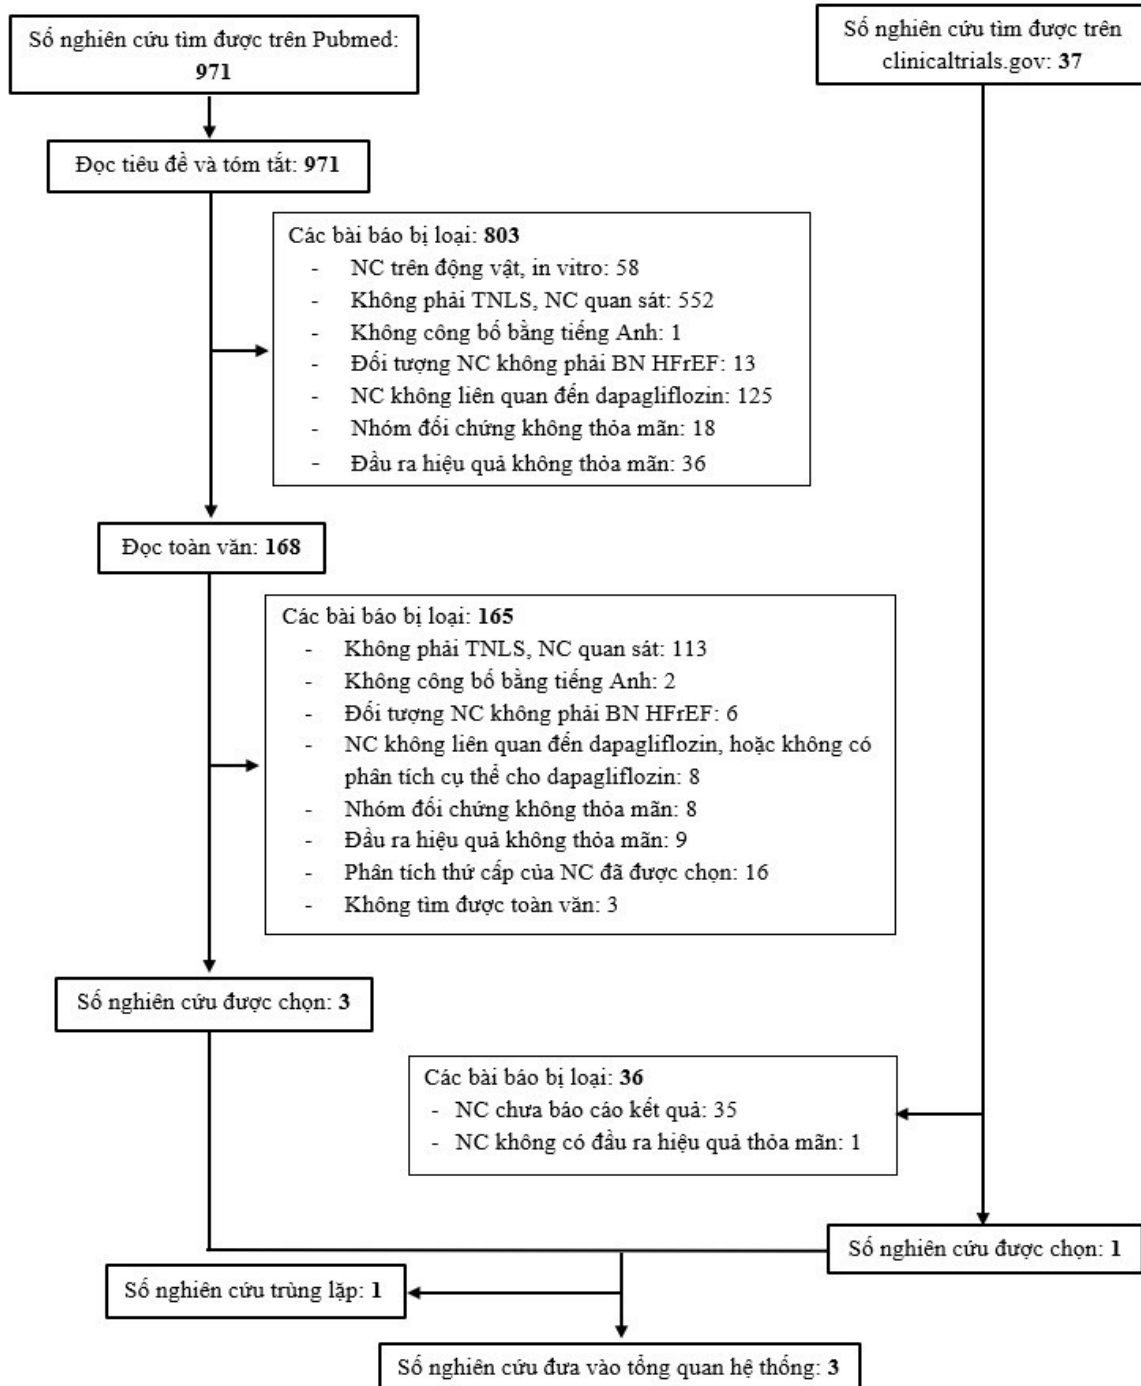 Số nghiên cứu tìm được trên Pubmed:
971
Số nghiên cứu tìm được trên
clinicaltrials.gov: 37
Đọc tiêu đề và tóm tắt: 971
Các bài báo bị loại: 803
- NC trên động vật, in vitro: 58
- Không phải TNLS, NC quan sát: 552
- Không công bố bằng tiếng Anh: 1
- Đối tượng NC không phải BN HFrEF: 13
- NC không liên quan đến dapagliflozin: 125
- Nhóm đối chứng không thỏa mãn: 18
- Đầu ra hiệu quả không thỏa mãn: 36
Đọc toàn văn: 168
Các bài báo bị loại: 165
- Không phải TNLS, NC quan sát: 113
- Không công bố bằng tiếng Anh: 2
- Đối tượng NC không phải BN HFrEF: 6
- NC không liên quan đến dapagliflozin, hoặc không có
phân tích cụ thể cho dapagliflozin: 8
- Nhóm đối chứng không thỏa mãn: 8
- Đầu ra hiệu quả không thỏa mãn: 9
- Phân tích thứ cấp của NC đã được chọn: 16
- Không tìm được toàn văn: 3
Số nghiên cứu được chọn: 3
Các bài báo bị loại: 36
- NC chưa báo cáo kết quả: 35
- NC không có đầu ra hiệu quả thỏa mãn: 1
Số nghiên cứu được chọn: 1
Số nghiên cứu trùng lặp: 1
Số nghiên cứu đưa vào tổng quan hệ thống: 3